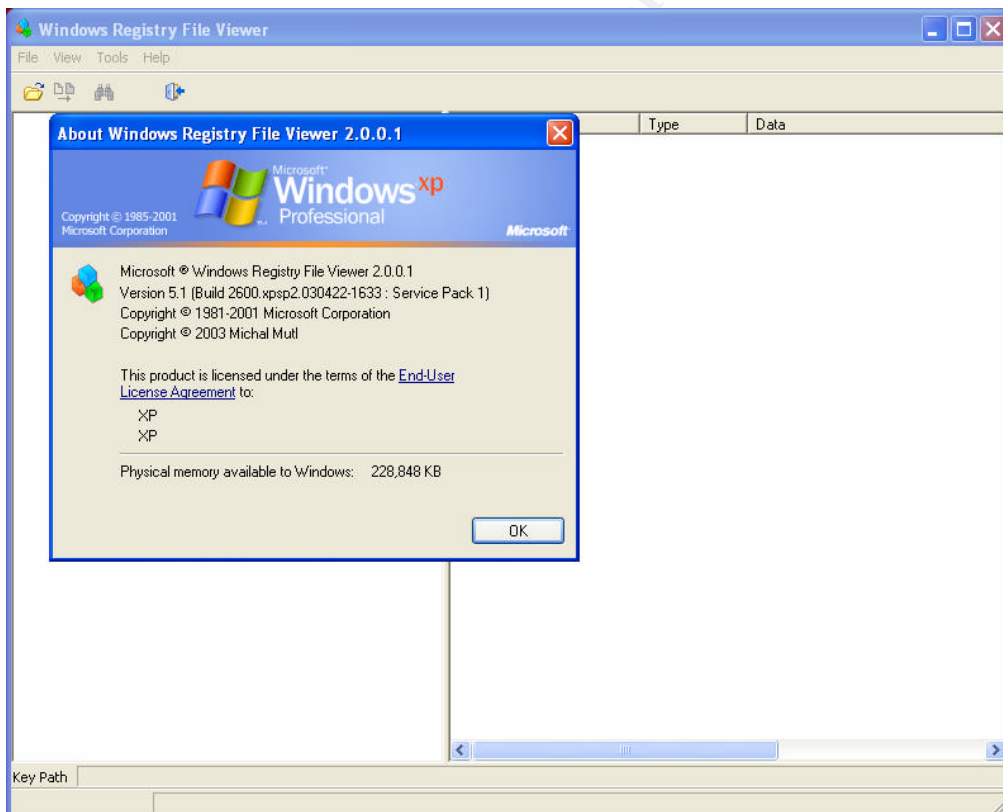 Windows Registry File Viewer
File View Tools Help
Type Data
About Windows Registry File Viewer 2.0.0.1
Microsoft®
Windows xp
Professional
Copyright © 1985-2001
Microsoft Corporation
Microsoft
Microsoft ® Windows Registry File Viewer 2.0.0.1
Version 5.1 (Build 2600.xpsp2.030422-1633 : Service Pack 1)
Copyright © 1981-2001 Microsoft Corporation
Copyright © 2003 Michal Mutl
This product is licensed under the terms of the End-User
License Agreement to:
XP
XP
Physical memory available to Windows: 228,848 KB
OK
Key Path